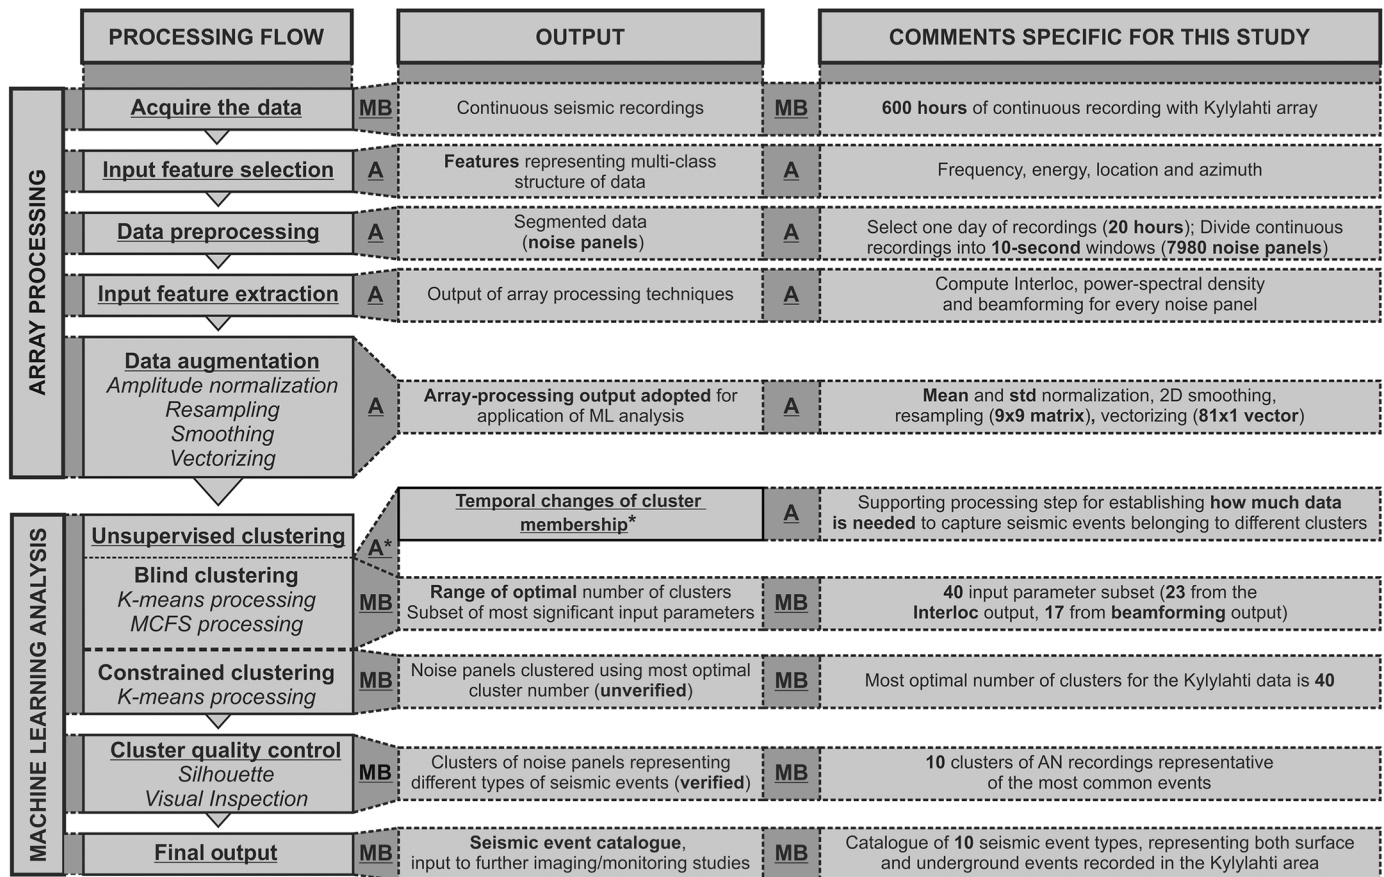 PROCESSING FLOW
OUTPUT
COMMENTS SPECIFIC FOR THIS STUDY
ARRAY PROCESSING
Acquire the data
MB
Continuous seismic recordings
MB
600 hours of continuous recording with Kylylahti array
Input feature selection
A
Features representing multi-class
structure of data
A
Frequency, energy, location and azimuth
Data preprocessing
A
Segmented data
(noise panels)
A
Select one day of recordings (20 hours); Divide continuous
recordings into 10-second windows (7980 noise panels)
Input feature extraction
A
Output of array processing techniques
A
Compute Interloc, power-spectral density
and beamforming for every noise panel
Data augmentation
Amplitude normalization
Resampling
Smoothing
Vectorizing
A
Array-processing output adopted for
application of ML analysis
A
Mean and std normalization, 2D smoothing,
resampling (9x9 matrix), vectorizing (81x1 vector)
MACHINE LEARNING ANALYSIS
Unsupervised clustering
A*
Temporal changes of cluster
membership*
A
Supporting processing step for establishing how much data
is needed to capture seismic events belonging to different clusters
Blind clustering
K-means processing
MCFS processing
MB
Range of optimal number of clusters
Subset of most significant input parameters
MB
40 input parameter subset (23 from the
Interloc output, 17 from beamforming output)
Constrained clustering
K-means processing
MB
Noise panels clustered using most optimal
cluster number (unverified)
MB
Most optimal number of clusters for the Kylylahti data is 40
Cluster quality control
Silhouette
Visual Inspection
MB
Clusters of noise panels representing
different types of seismic events (verified)
MB
10 clusters of AN recordings representative
of the most common events
Final output
MB
Seismic event catalogue,
input to further imaging/monitoring studies
MB
Catalogue of 10 seismic event types, representing both surface
and underground events recorded in the Kylylahti area